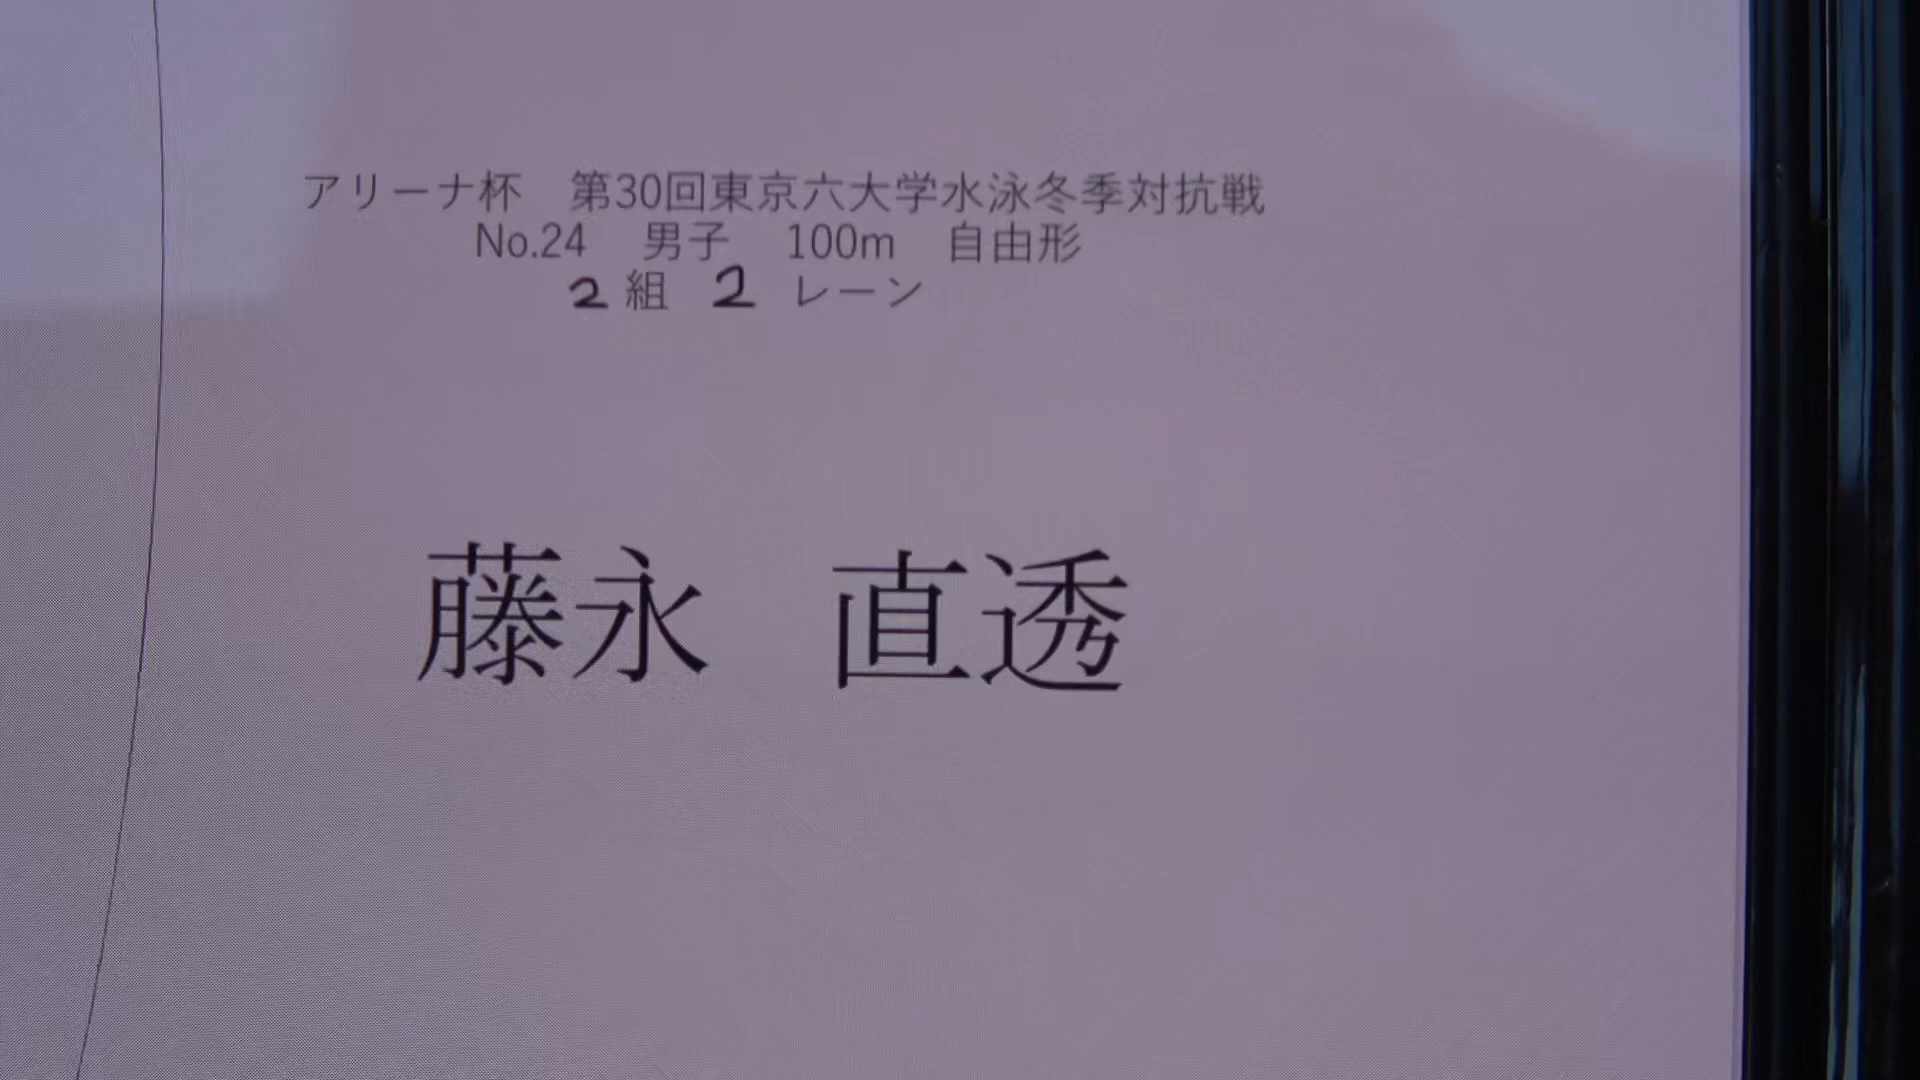 アリーナ杯　第30回東京六大学水泳冬季対抗戦
No.24　男子　100m　自由形
2 組　2　レーン
藤永　直透